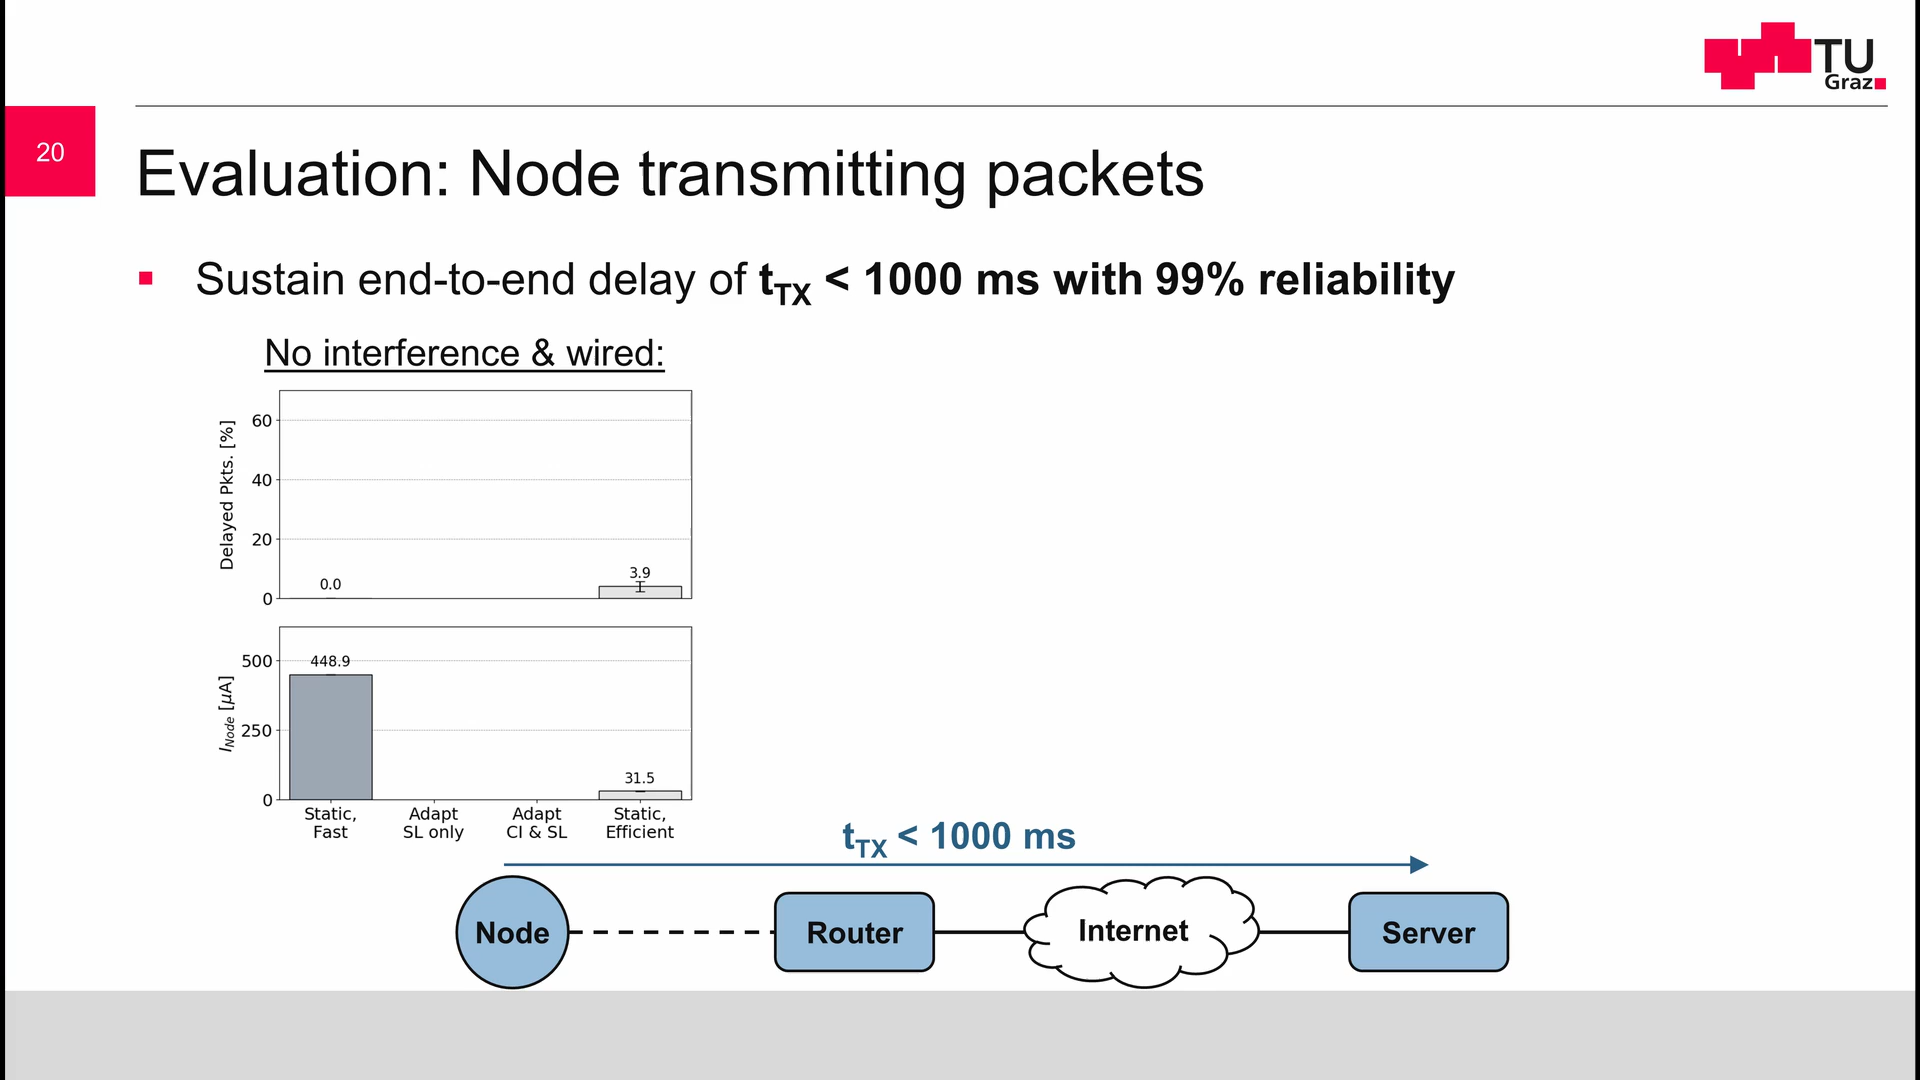 TU
Graz
20
Evaluation: Node transmitting packets
Sustain end-to-end delay of tTX < 1000 ms with 99% reliability
No interference & wired:
Delayed Pkts. [%]
60
40
20
0
0.0
3.9
INode [µA]
500
250
0
448.9
31.5
Static, Fast
Adapt SL only
Adapt CI & SL
Static, Efficient
tTX < 1000 ms
Node
Router
Internet
Server